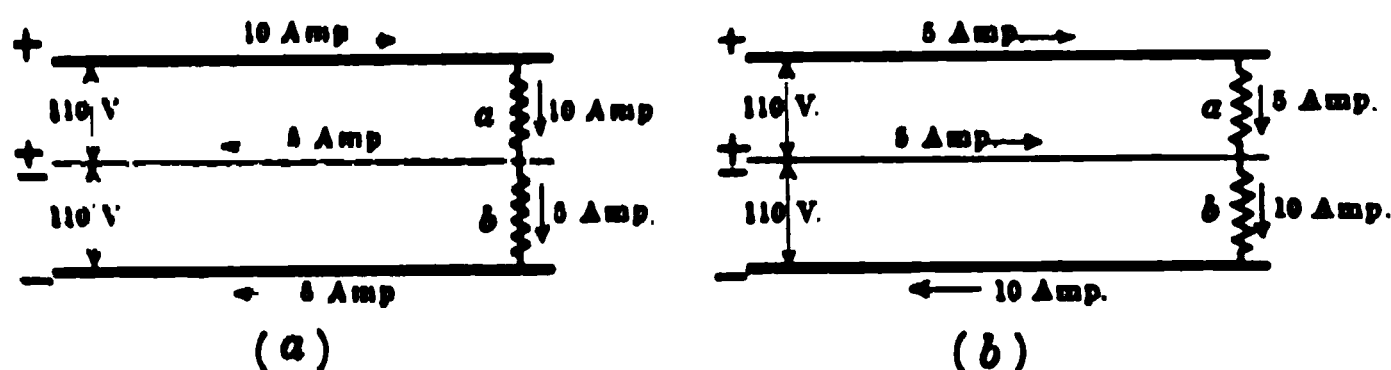 10 Amp
110 V
a
10 Amp
5 Amp
110 V
b
5 Amp.
5 Amp
(a)
5 Amp.
110 V.
a
5 Amp.
5 Amp.
110 V.
b
10 Amp.
10 Amp.
(b)